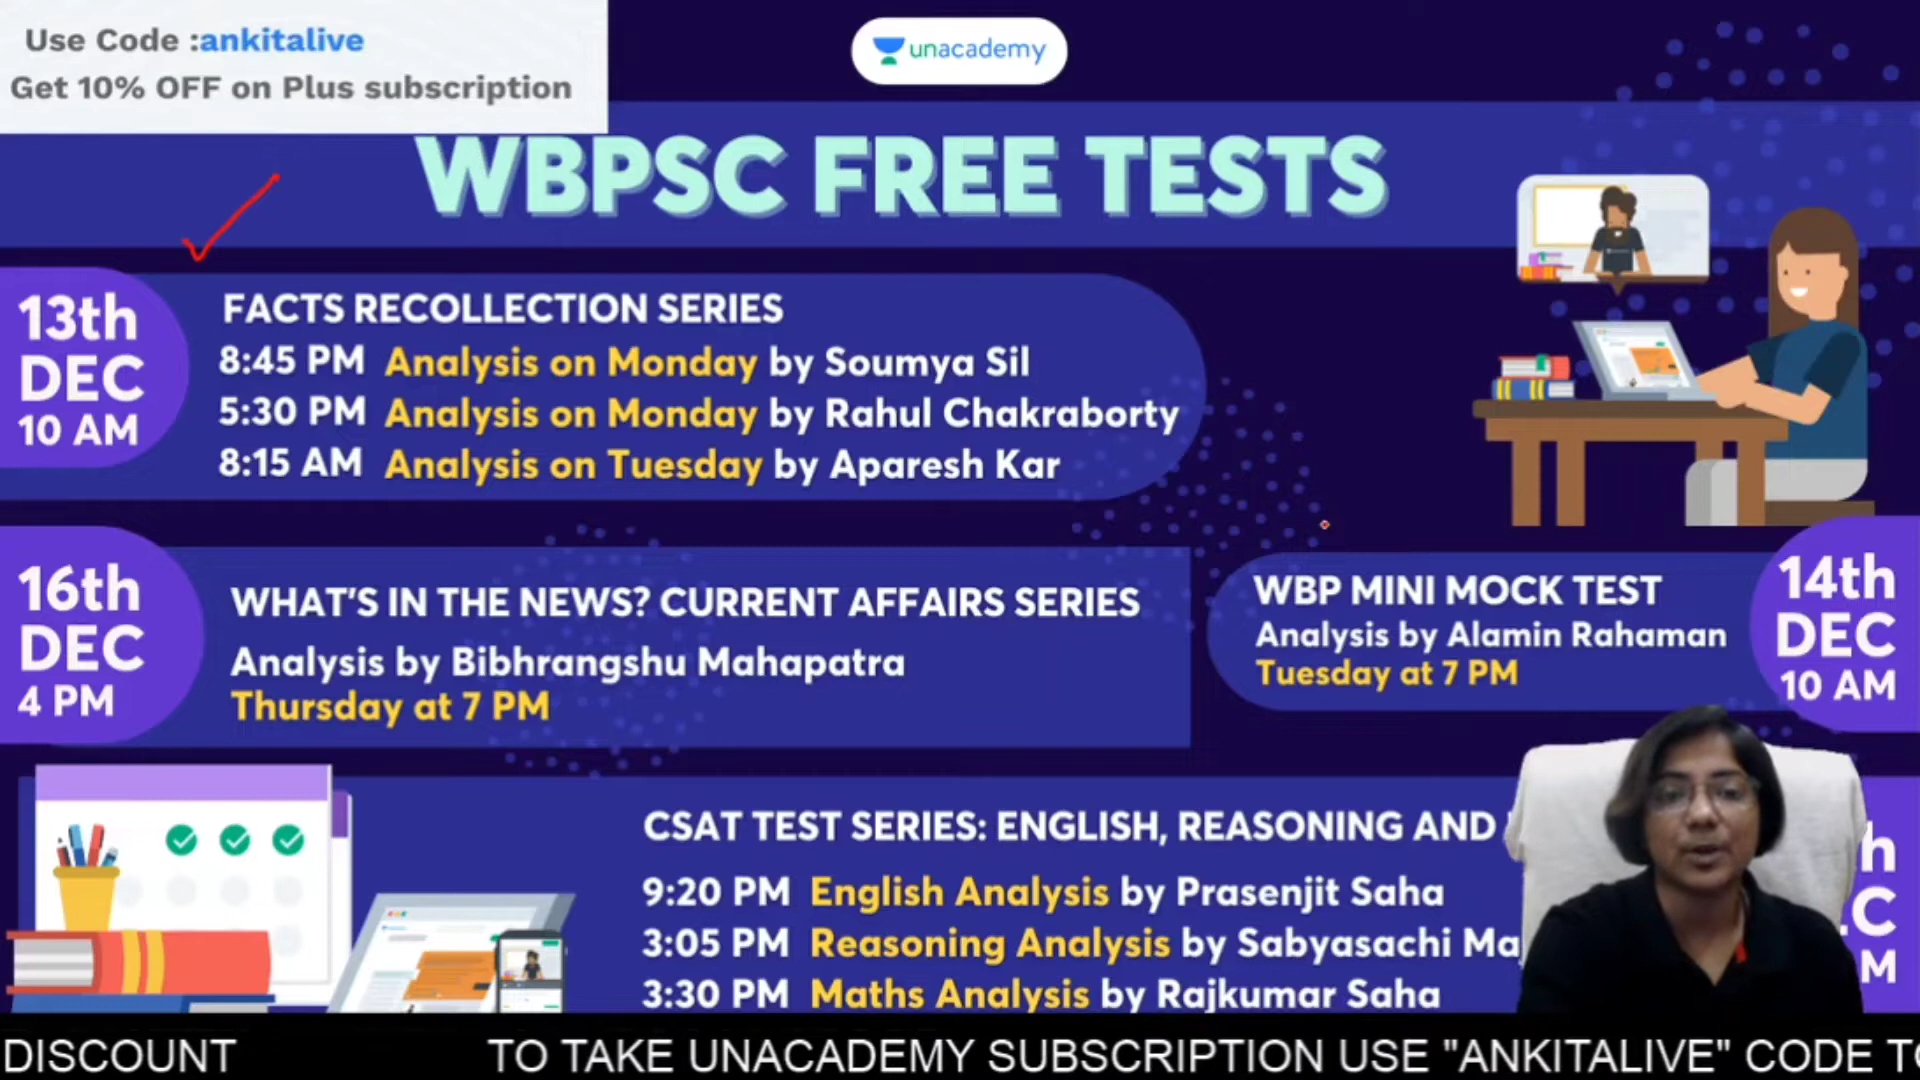 Use Code :ankitalive
Get 10% OFF on Plus subscription
unacademy
WBPSC FREE TESTS
13th
DEC
10 AM
FACTS RECOLLECTION SERIES
8:45 PM Analysis on Monday by Soumya Sil
5:30 PM Analysis on Monday by Rahul Chakraborty
8:15 AM Analysis on Tuesday by Aparesh Kar
16th
DEC
4 PM
WHAT'S IN THE NEWS? CURRENT AFFAIRS SERIES
Analysis by Bibhrangshu Mahapatra
Thursday at 7 PM
WBP MINI MOCK TEST
Analysis by Alamin Rahaman
Tuesday at 7 PM
14th
DEC
10 AM
CSAT TEST SERIES: ENGLISH, REASONING AND
9:20 PM English Analysis by Prasenjit Saha
3:05 PM Reasoning Analysis by Sabyasachi
3:30 PM Maths Analysis by Rajkumar Saha
DISCOUNT TO TAKE UNACADEMY SUBSCRIPTION USE "ANKITALIVE" CODE